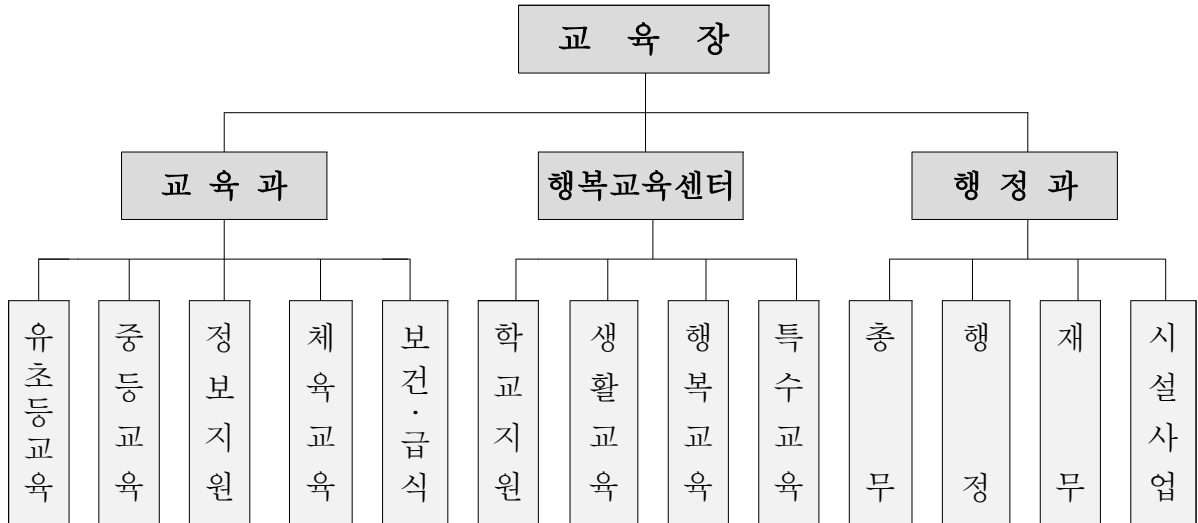 교 육 장
교 육 과
행복교육센터
행 정 과
유초등교육
중등교육
정보지원
체육교육
보건·급식
학교지원
생활교육
행복교육
특수교육
총무
행정
재무
시설사업